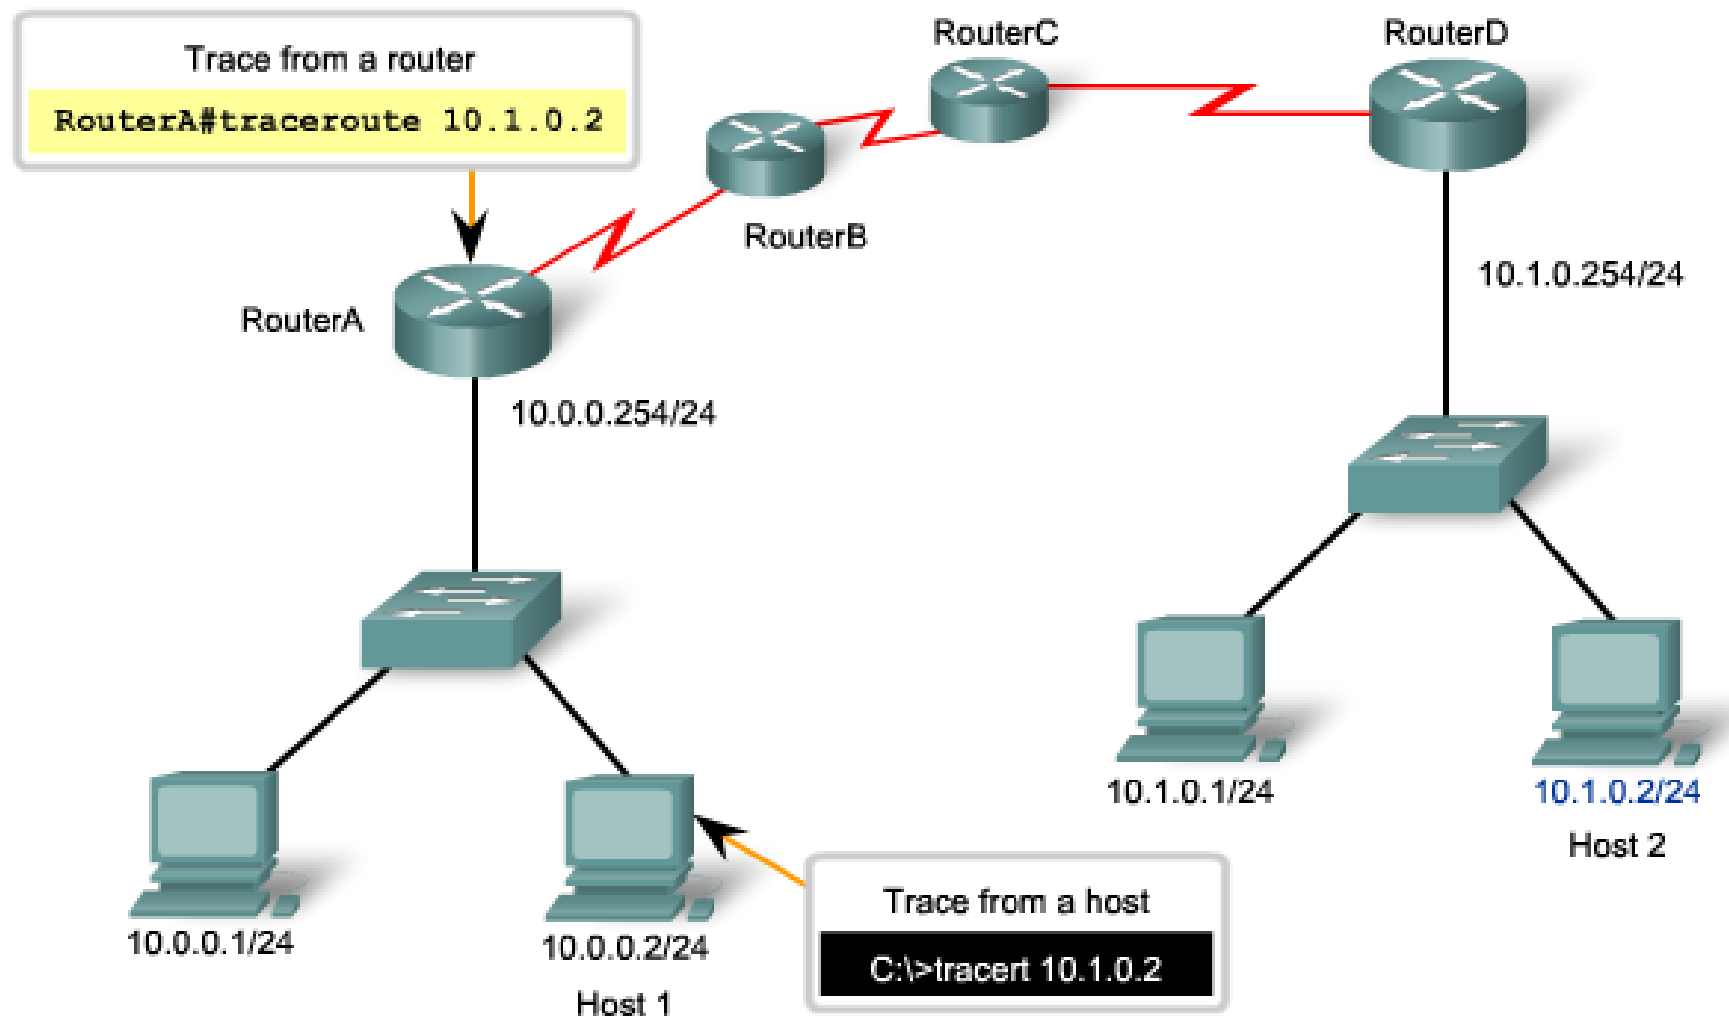 Trace from a router
RouterA#traceroute 10.1.0.2
RouterC
RouterD
RouterB
RouterA
10.1.0.254/24
10.0.0.254/24
10.1.0.1/24
10.1.0.2/24
Host 2
Trace from a host
C:\>tracert 10.1.0.2
10.0.0.1/24
10.0.0.2/24
Host 1